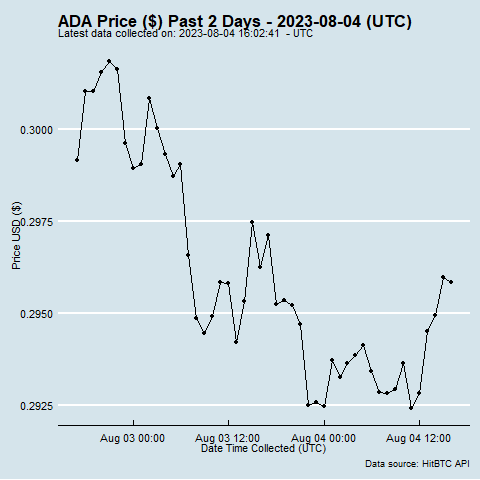 ADA Price ($) Past 2 Days - 2023-08-04 (UTC)
Latest data collected on: 2023-08-04 16:02:41  - UTC
0.3000
0.2975
0.2950
0.2925
Price USD ($)
Aug 03 00:00 Aug 03 12:00 Aug 04 00:00 Aug 04 12:00
Date Time Collected (UTC)
Data source: HitBTC API